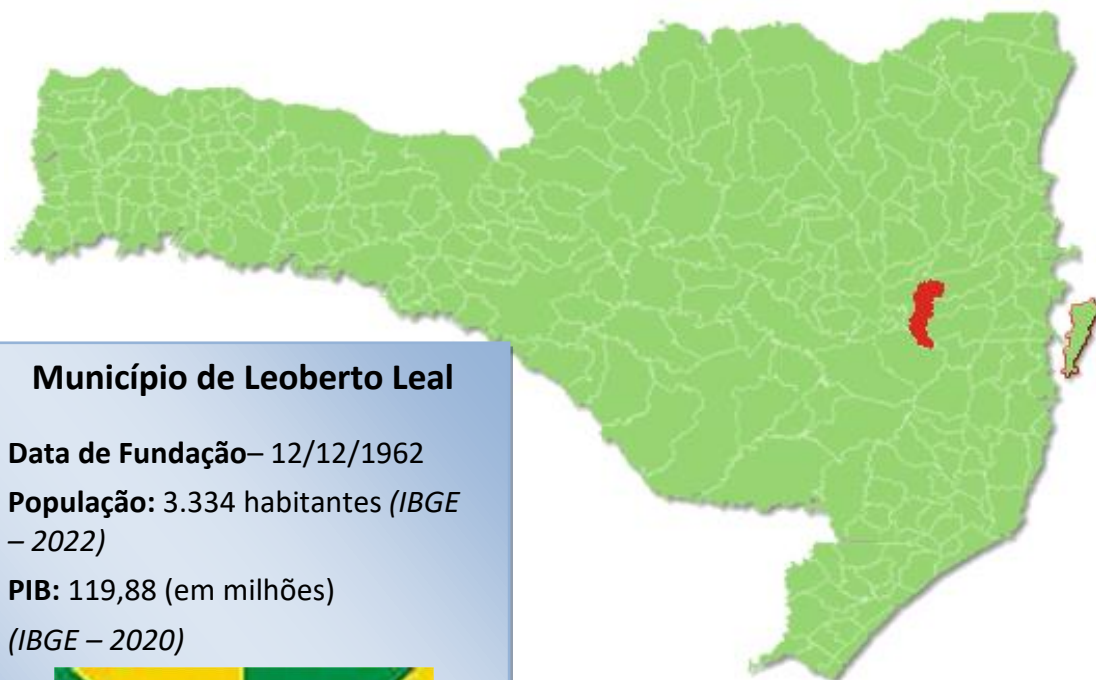 Município de Leoberto Leal
Data de Fundação– 12/12/1962
População: 3.334 habitantes (IBGE
– 2022)
PIB: 119,88 (em milhões)
(IBGE – 2020)